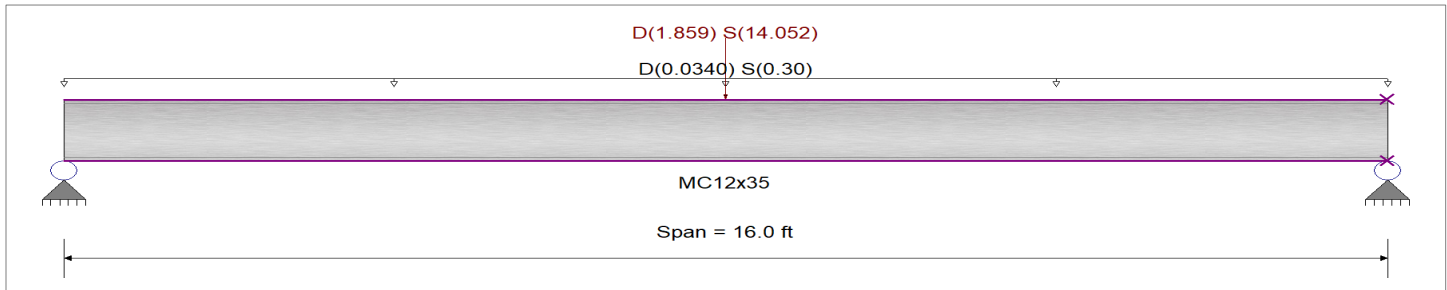 D(1.859) S(14.052)
D(0.0340) S(0.30)
MC12x35
Span = 16.0 ft